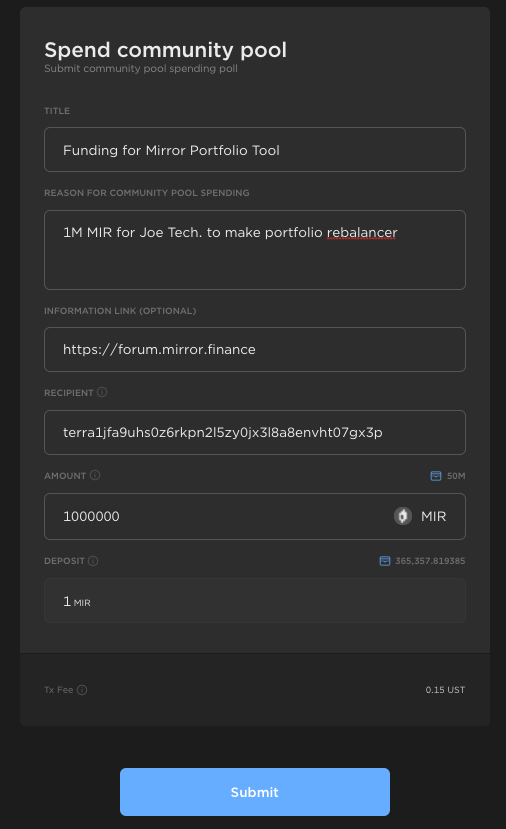 Spend community pool
Submit community pool spending poll
TITLE
Funding for Mirror Portfolio Tool
REASON FOR COMMUNITY POOL SPENDING
1M MIR for Joe Tech. to make portfolio rebalancer
INFORMATION LINK (OPTIONAL)
https://forum.mirror.finance
RECIPIENT
terra1jfa9uhs0z6rkpn2l5zy0jx3l8a8envht07gx3p
AMOUNT 50M
1000000 MIR
DEPOSIT 365,357.819385
1 MIR
Tx Fee 0.15 UST
Submit